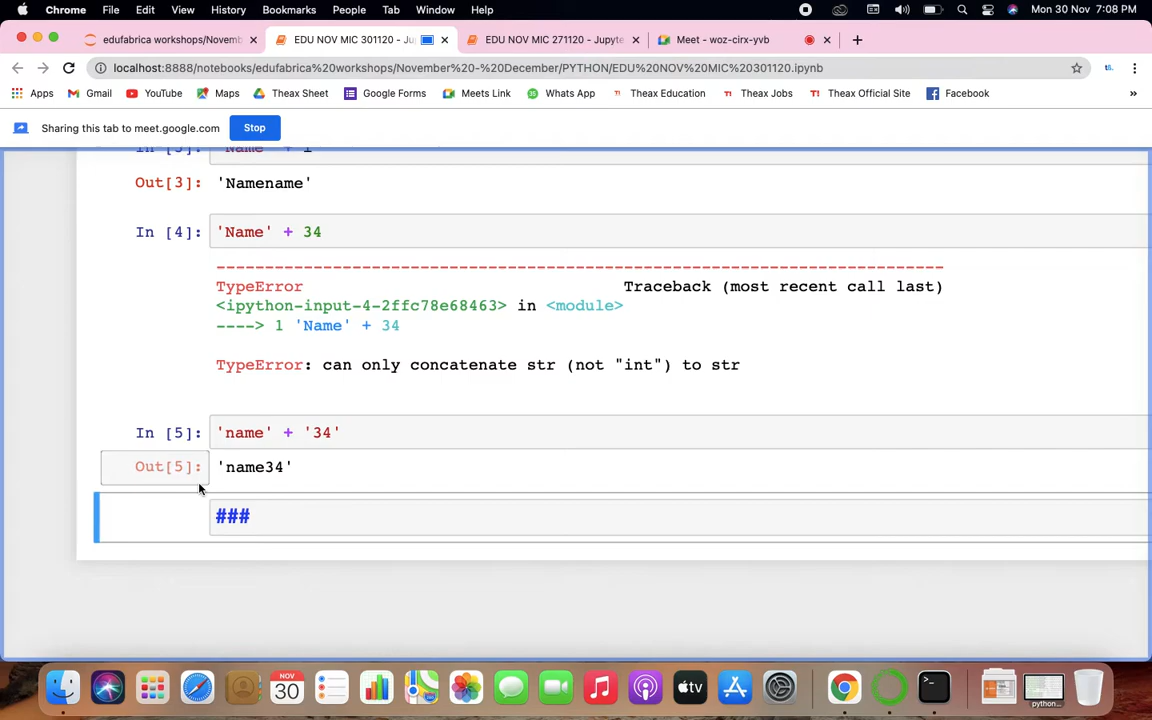 Chrome File Edit View History Bookmarks People Tab Window Help Mon 30 Nov 7:08 PM
edufabrica workshops/Novemb EDU NOV MIC 301120 - Ju EDU NOV MIC 271120 - Jupyte Meet - woz-cirx-yvb
localhost:8888/notebooks/edufabrica%20workshops/November%20-%20December/PYTHON/EDU%20NOV%20MIC%20301120.ipynb
Apps Gmail YouTube Maps Theax Sheet Google Forms Meets Link Whats App Theax Education Theax Jobs Theax Official Site Facebook »
Sharing this tab to meet.google.com Stop
Out[3]: 'Namename'
In [4]: 'Name' + 34
---------------------------------------------------------------------------
TypeError Traceback (most recent call last)
<ipython-input-4-2ffc78e68463> in <module>
----> 1 'Name' + 34
TypeError: can only concatenate str (not "int") to str
In [5]: 'name' + '34'
Out[5]: 'name34'
###
NOV
30
tv
python...